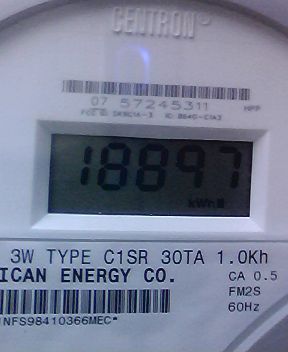 CENTRON
07 57245311
18897
kWh
3W TYPE C1SR 30TA 1.0Kh
ICAN ENERGY CO.
CA 0.5
FM2S
60Hz
NFS98410366MEC*